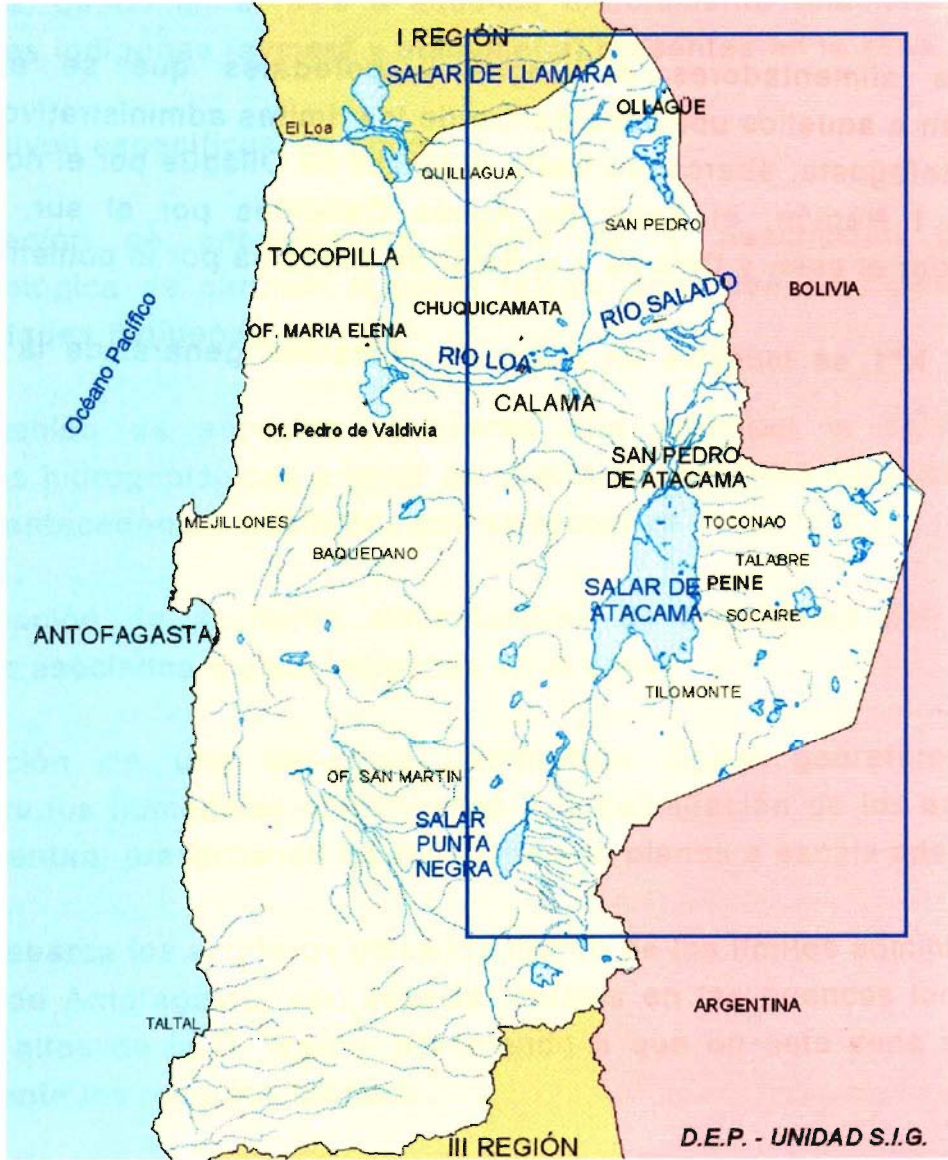 I REGIÓN
SALAR DE LLAMARA
OLLAGÜE
El Loa
QUILLAGUA
SAN PEDRO
TOCOPILLA
BOLIVIA
RIO SALADO
CHUQUICAMATA
OF. MARIA ELENA
RIO LOA
Océano Pacífico
CALAMA
Of. Pedro de Valdivia
SAN PEDRO
DE ATACAMA
MEJILLONES
TOCONAO
BAQUEDANO
TALABRE
SALAR DE
ATACAMA
PEINE
SOCAIRE
ANTOFAGASTA
TILOMONTE
OF. SAN MARTIN
SALAR
PUNTA
NEGRA
ARGENTINA
TALTAL
III REGIÓN
D.E.P. - UNIDAD S.I.G.